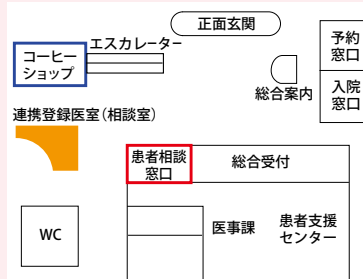 正面玄関
エスカレーター
コーヒー
ショップ
予約
窓口
総合案内
入院
窓口
連携登録医室(相談室)
患者相談
窓口
総合受付
WC
医事課
患者支援
センター